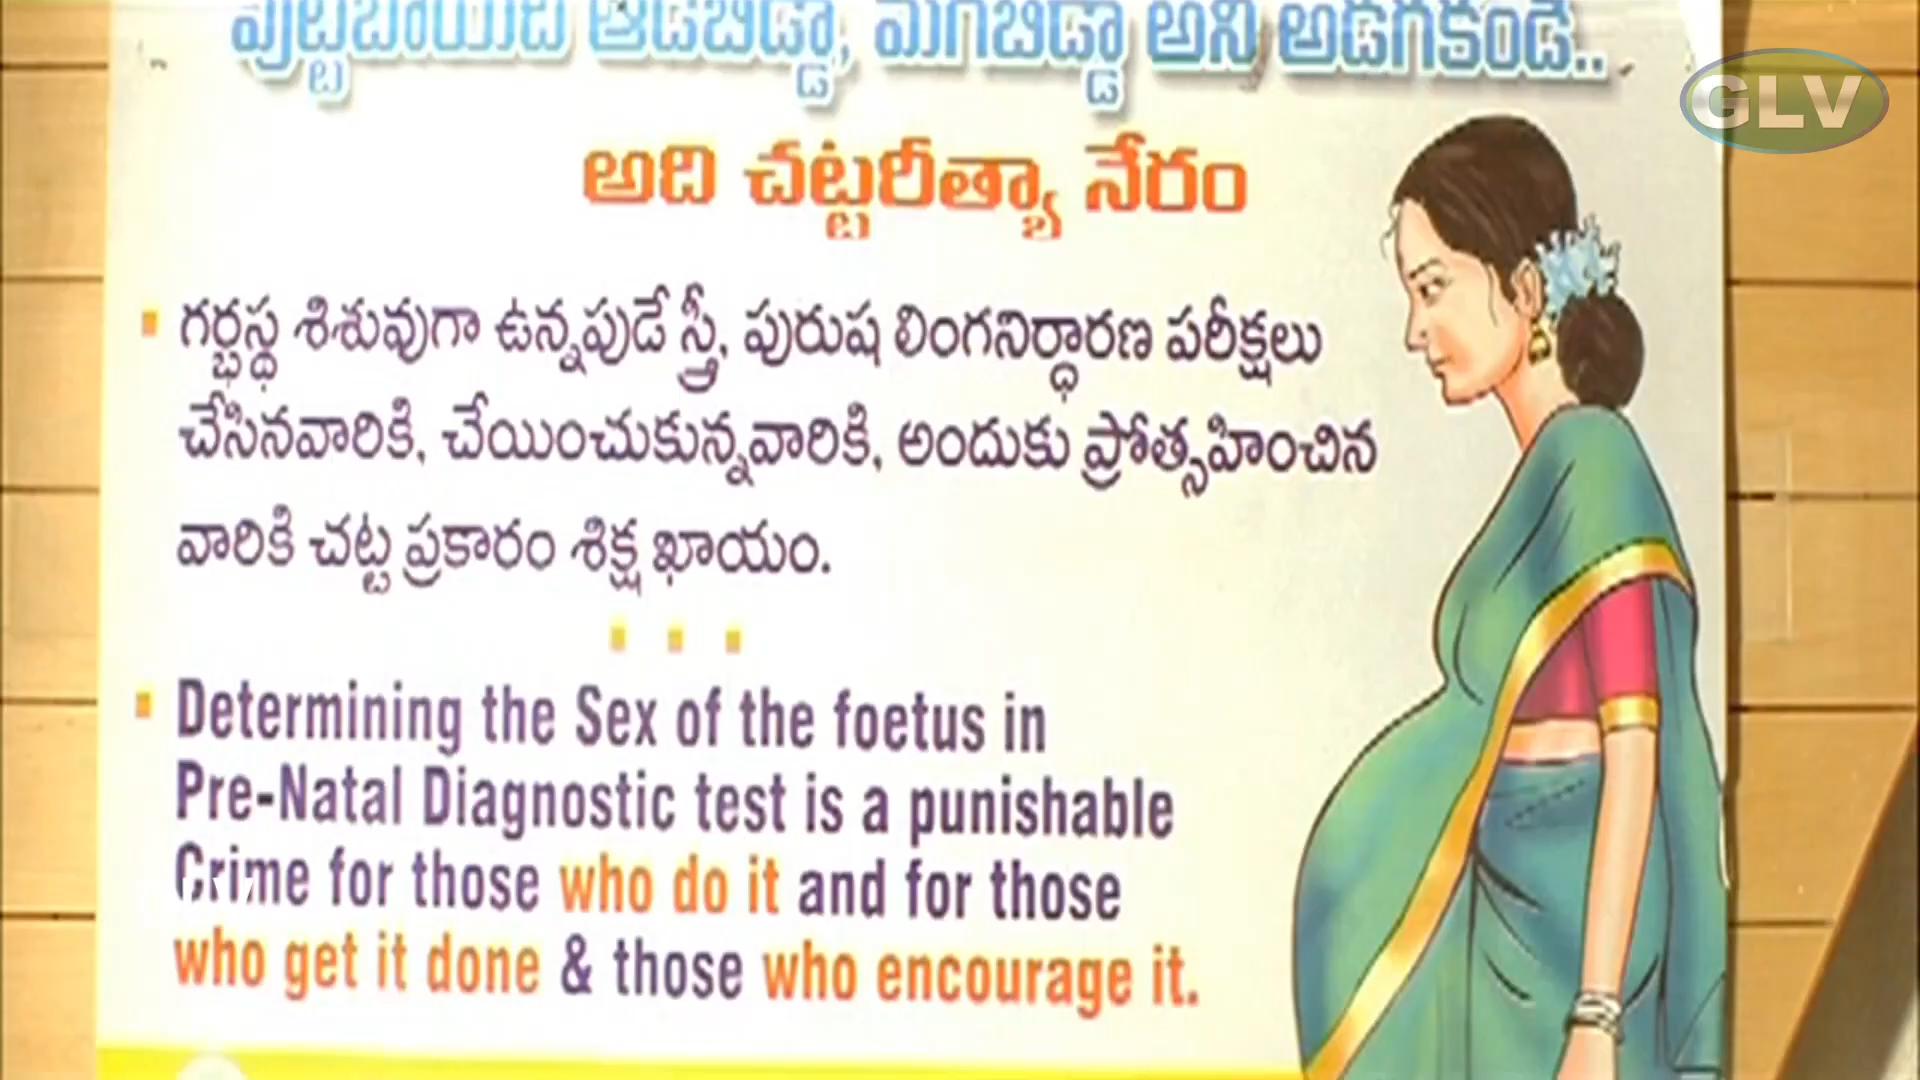 పుట్టబోయేది ఆడబిడ్డా, మగబిడ్డా అని అడగకండి..
GLV
అది చట్టరీత్యా నేరం
▪ గర్భస్థ శిశువుగా ఉన్నపుడే స్త్రీ, పురుష లింగనిర్ధారణ పరీక్షలు
చేసినవారికి, చేయించుకున్నవారికి, అందుకు ప్రోత్సహించిన
వారికి చట్ట ప్రకారం శిక్ష ఖాయం.
▪ Determining the Sex of the foetus in
Pre-Natal Diagnostic test is a punishable
Crime for those who do it and for those
who get it done & those who encourage it.